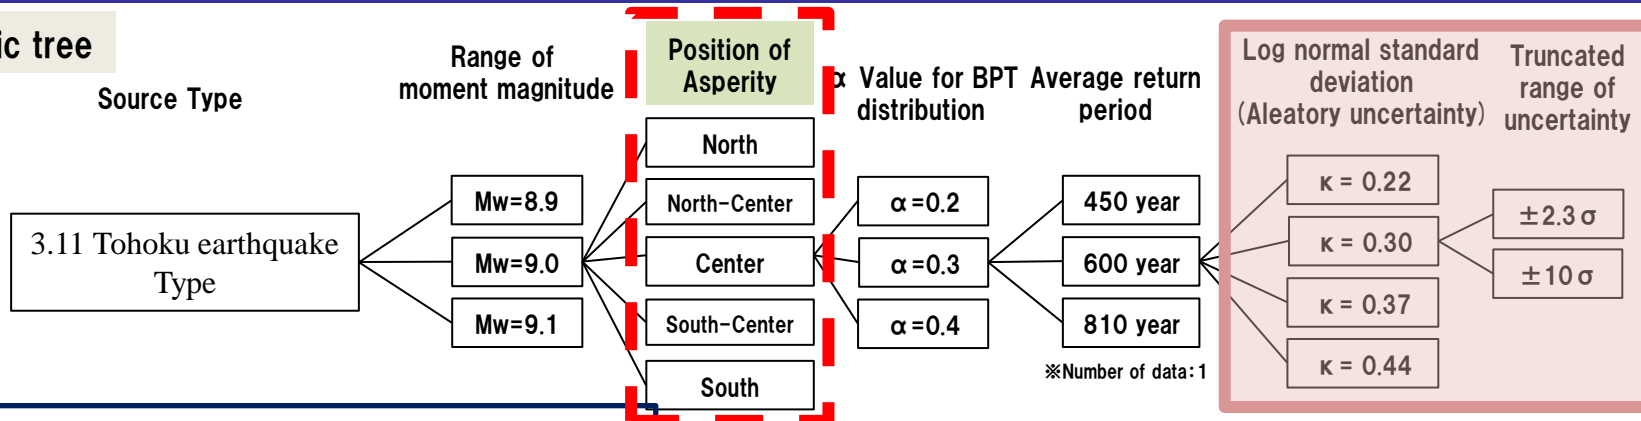 ic tree
Source Type
3.11 Tohoku earthquake
Type
Range of
moment magnitude
Mw=8.9
Mw=9.0
Mw=9.1
Position of
Asperity
North
North-Center
Center
South-Center
South
α Value for BPT
distribution
α=0.2
α=0.3
α=0.4
Average return
period
450 year
600 year
810 year
※Number of data:1
Log normal standard
deviation
(Aleatory uncertainty)
κ = 0.22
κ = 0.30
κ = 0.37
κ = 0.44
Truncated
range of
uncertainty
±2.3σ
±10σ